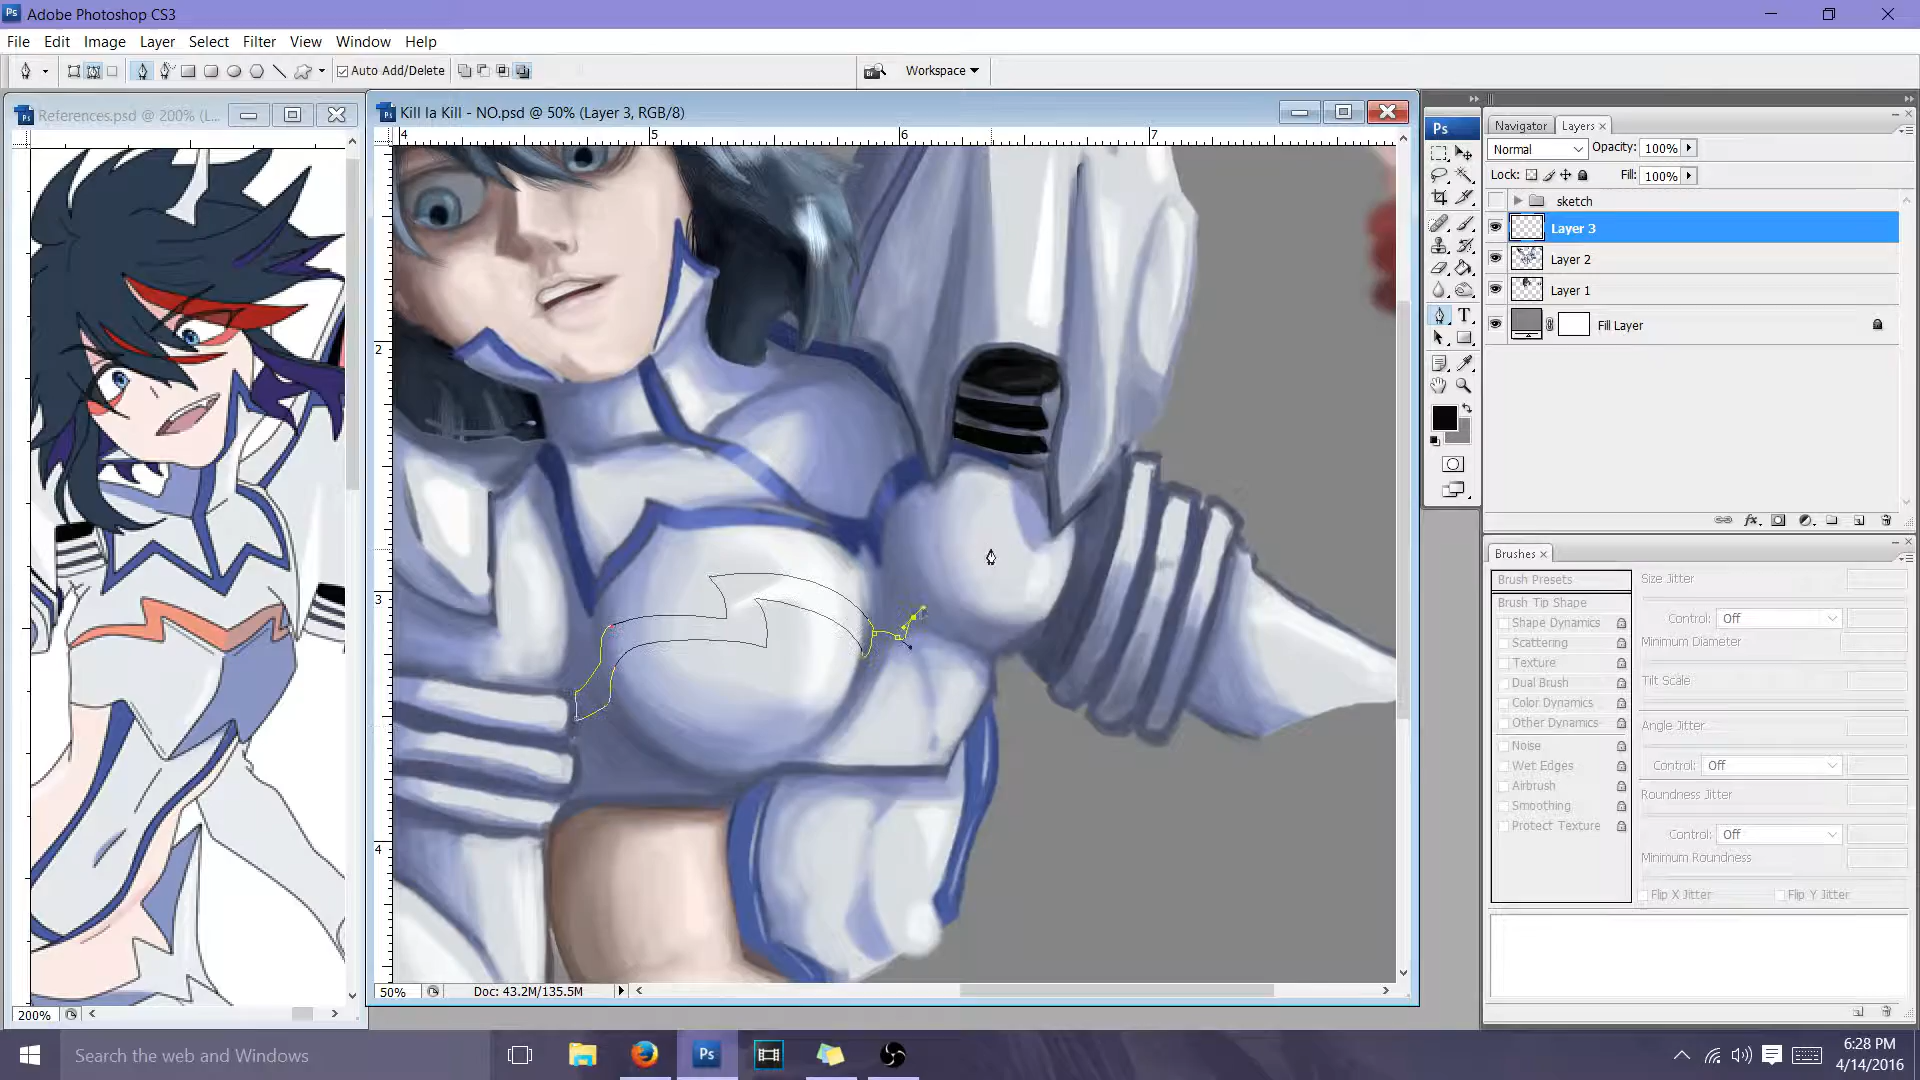 Ps Adobe Photoshop CS3
File Edit Image Layer Select Filter View Window Help
Auto Add/Delete
Workspace
References.psd @ 200% (L...
Kill la Kill - NO.psd @ 50% (Layer 3, RGB/8)
4 5 6 7
2
3
4
200%
50%
Doc: 43.2M/135.5M
Ps
Navigator Layers
Normal Opacity: 100%
Lock: Fill: 100%
sketch
Layer 3
Layer 2
Layer 1
Fill Layer
Brushes
Brush Presets
Brush Tip Shape
Shape Dynamics
Scattering
Texture
Dual Brush
Color Dynamics
Other Dynamics
Noise
Wet Edges
Airbrush
Smoothing
Protect Texture
Size Jitter
Control: Off
Minimum Diameter
Tilt Scale
Angle Jitter
Control: Off
Roundness Jitter
Control: Off
Minimum Roundness
Flip X Jitter Flip Y Jitter
Search the web and Windows
Ps
6:28 PM
4/14/2016